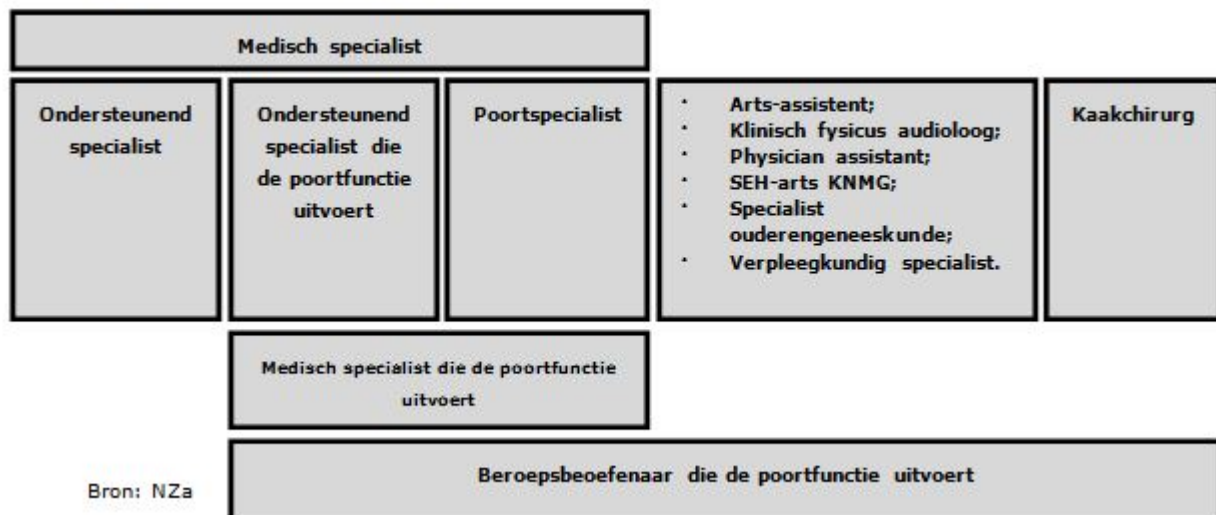 Medisch specialist
Ondersteunend
specialist
Ondersteunend
specialist die
de poortfunctie
uitvoert
Poortspecialist
· Arts-assistent;
· Klinisch fysicus audioloog;
· Physician assistant;
· SEH-arts KNMG;
· Specialist
ouderengeneeskunde;
· Verpleegkundig specialist.
Kaakchirurg
Medisch specialist die de poortfunctie
uitvoert
Beroepsbeoefenaar die de poortfunctie uitvoert
Bron: NZa